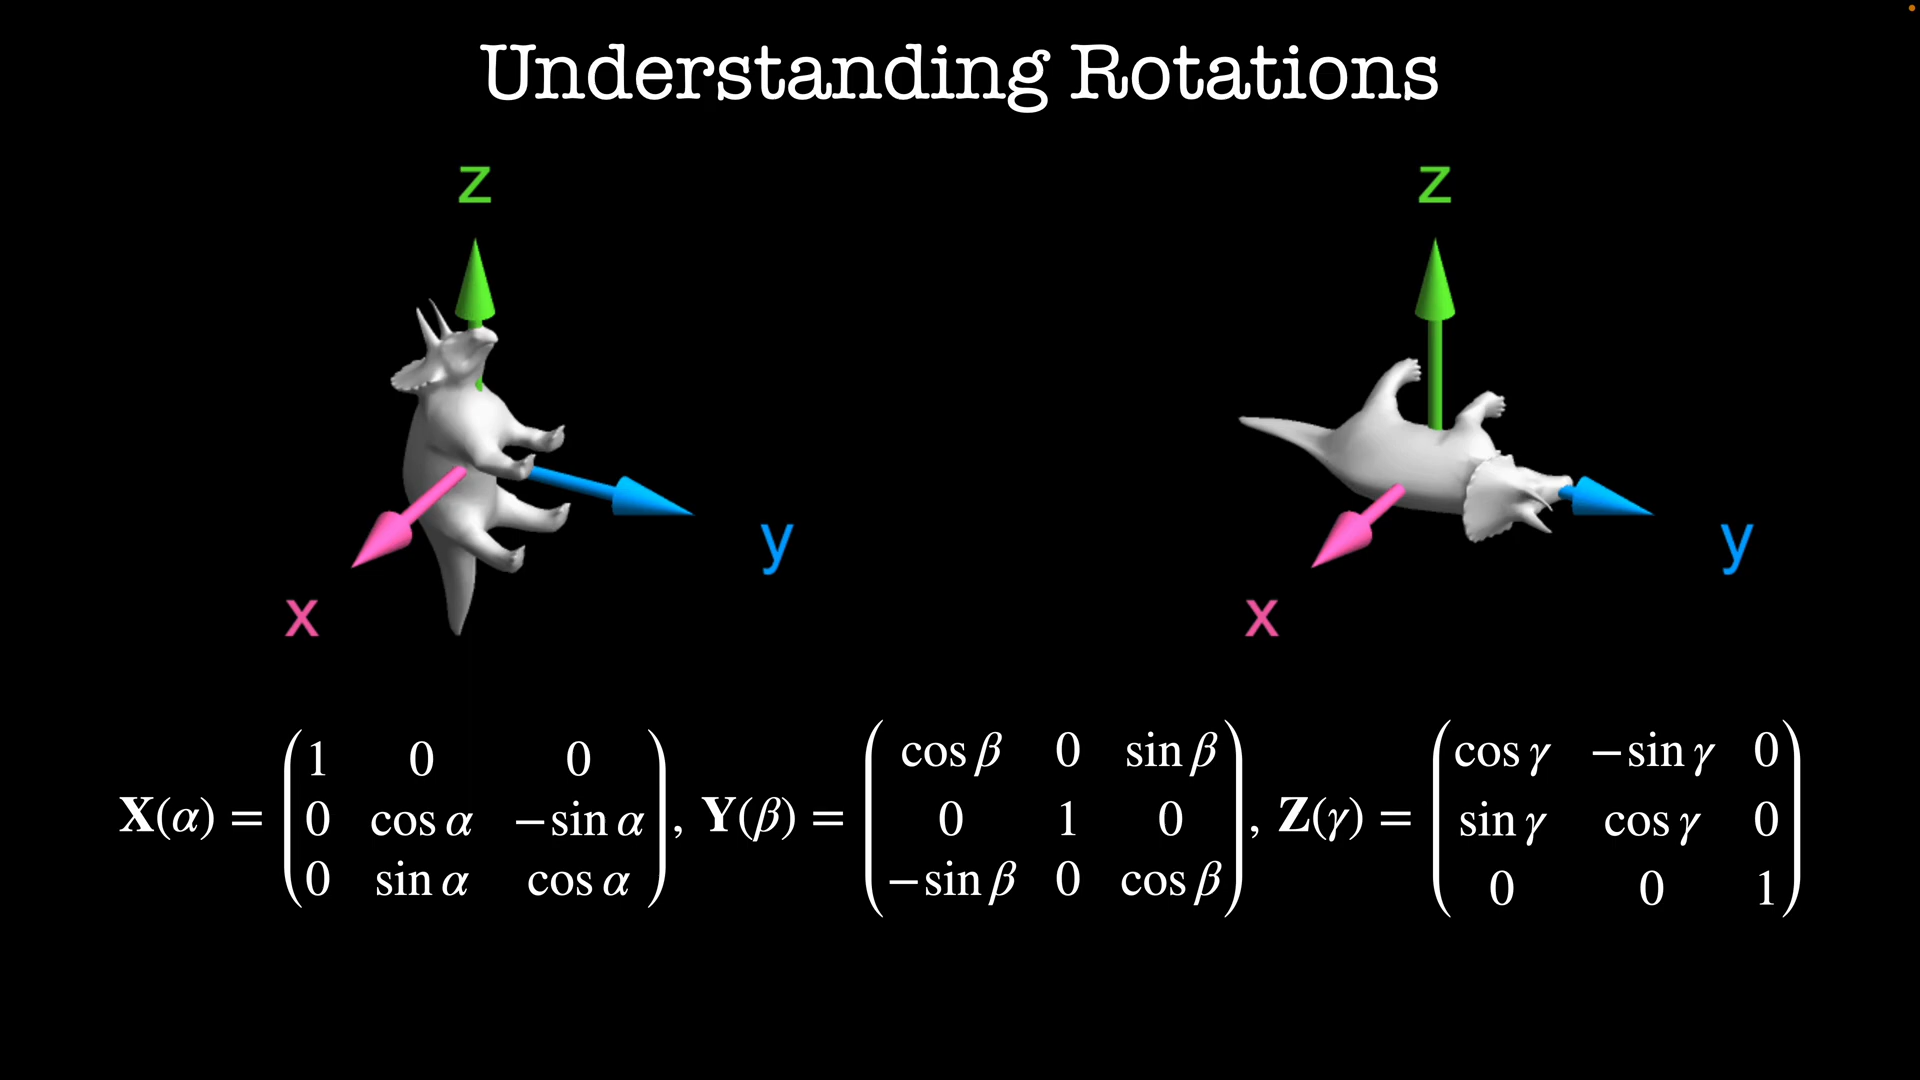 Understanding Rotations
z z
y y
x x
X(α) = (1 0 0
0 cos α −sin α
0 sin α cos α), Y(β) = (cos β 0 sin β
0 1 0
−sin β 0 cos β), Z(γ) = (cos γ −sin γ 0
sin γ cos γ 0
0 0 1)